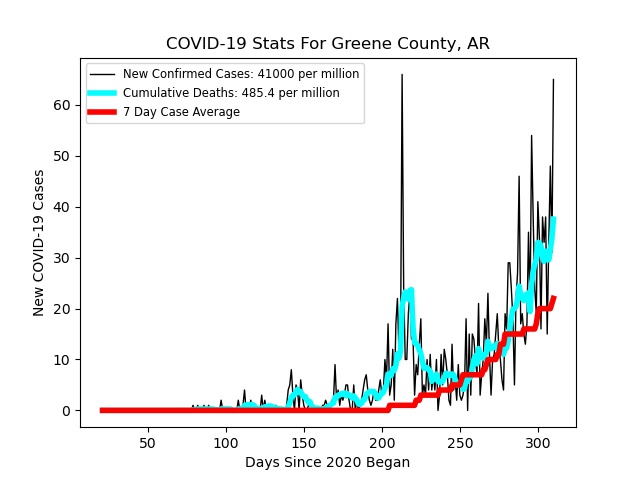 COVID-19 Stats For Greene County, AR
New Confirmed Cases: 41000 per million
Cumulative Deaths: 485.4 per million
7 Day Case Average
60
50
40
30
20
10
0
New COVID-19 Cases
50 100 150 200 250 300
Days Since 2020 Began